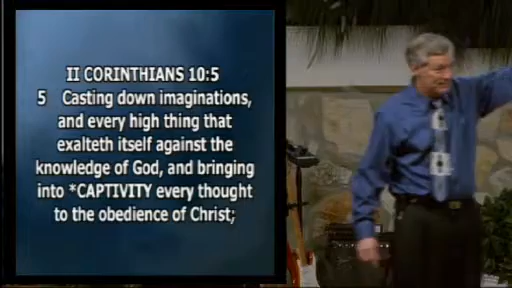 II CORINTHIANS 10:5
5 Casting down imaginations,
and every high thing that
exalteth itself against the
knowledge of God, and bringing
into *CAPTIVITY every thought
to the obedience of Christ;